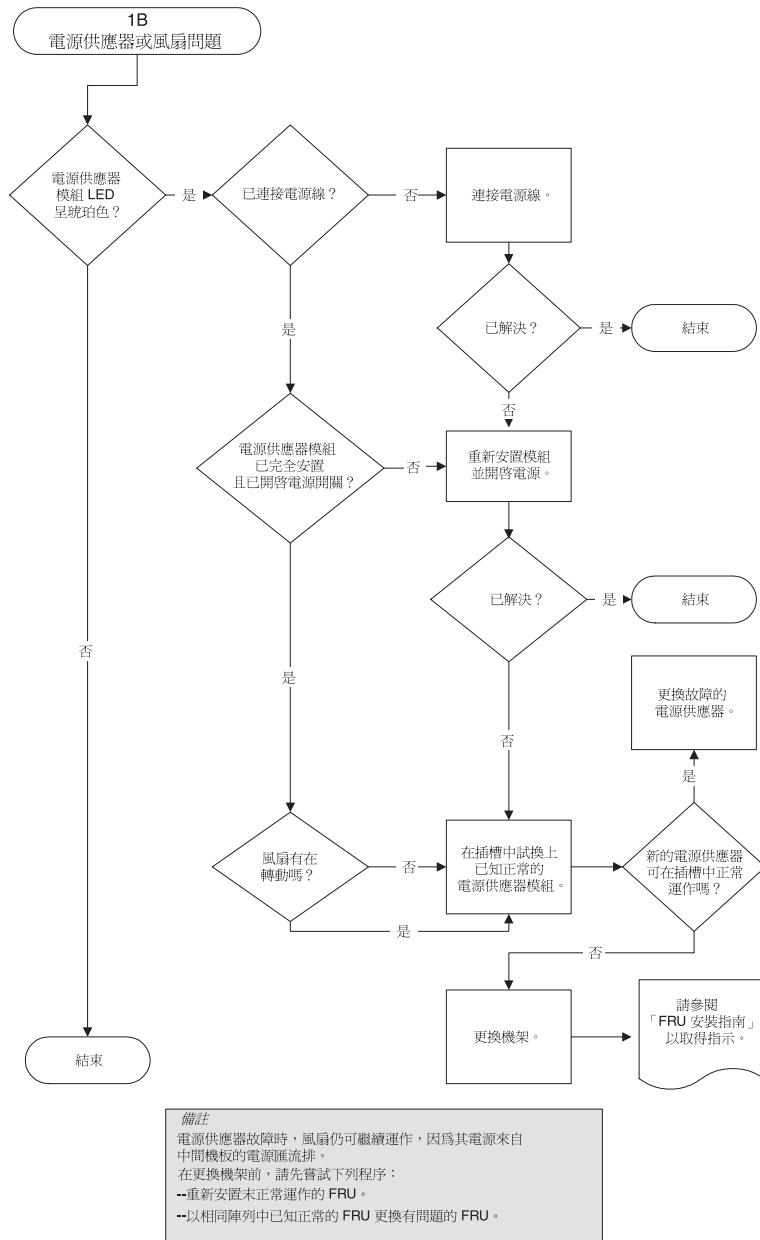 1B
電源供應器或風扇問題
電源供應器
模組 LED
呈琥珀色？
是
已連接電源線？
否
連接電源線。
是
已解決？
是
結束
否
電源供應器模組
已完全安置
且已開啓電源開關？
否
重新安置模組
並開啓電源。
已解決？
是
結束
否
是
更換故障的
電源供應器。
否
是
風扇有在
轉動嗎？
否
在插槽中試換上
已知正常的
電源供應器模組。
新的電源供應器
可在插槽中正常
運作嗎？
是
否
結束
更換機架。
請參閱
「FRU 安裝指南」
以取得指示。
備註
電源供應器故障時，風扇仍可繼續運作，因爲其電源來自
中間機板的電源匯流排。
在更換機架前，請先嘗試下列程序：
--重新安置未正常運作的 FRU。
--以相同陣列中已知正常的 FRU 更換有問題的 FRU。